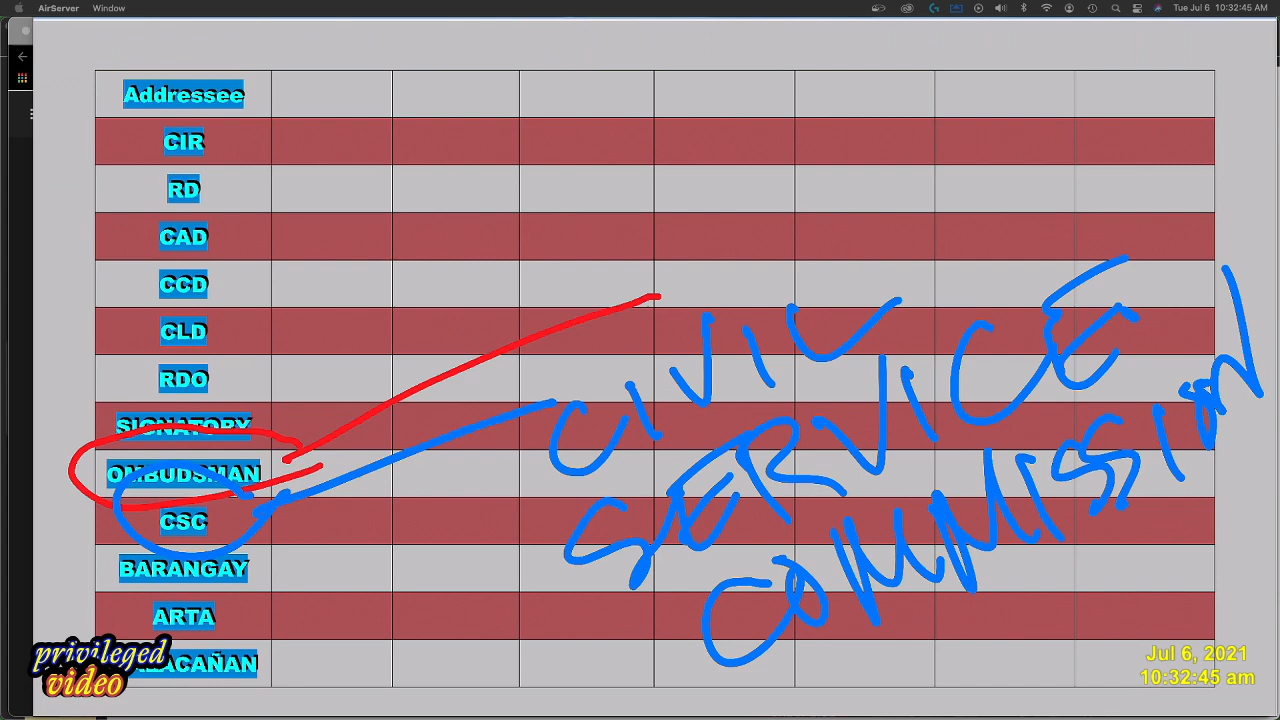 AirServer Window Tue Jul 6 10:32:45 AM
Addressee
CIR
RD
CAD
CCD
CLD
RDO
SIGNATORY
OMBUDSMAN
CSC
BARANGAY
ARTA
CIVIL
SERVICE
COMMISSION
privileged
video
Jul 6, 2021
10:32:45 am